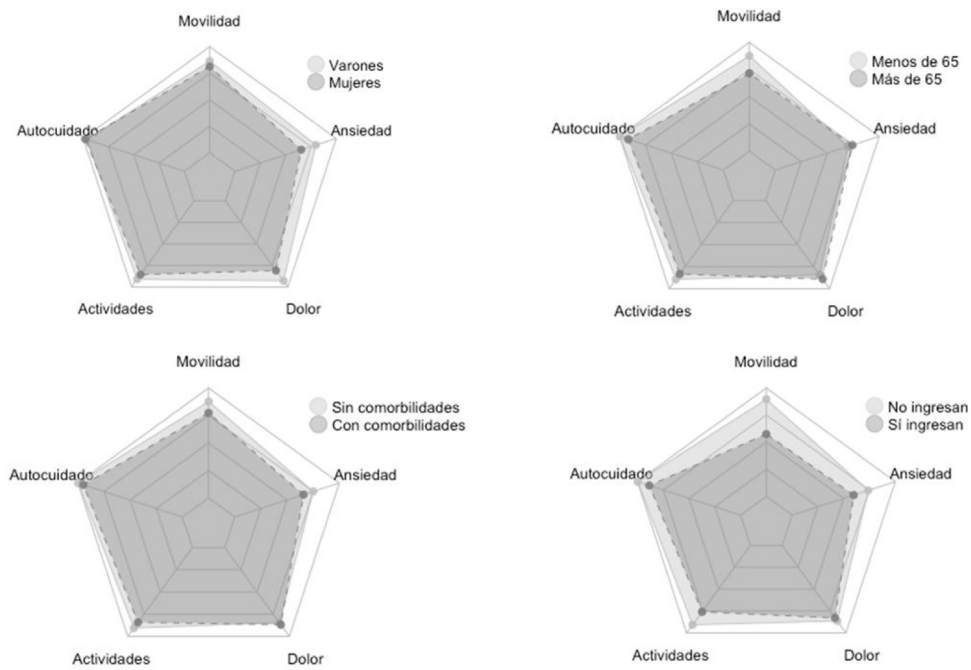 Movilidad
Varones
Mujeres
Autocuidado
Ansiedad
Actividades
Dolor
Movilidad
Menos de 65
Más de 65
Ansiedad
Actividades
Dolor
Movilidad
Sin comorbilidades
Con comorbilidades
Autocuidado
Ansiedad
Actividades
Dolor
Movilidad
No ingresan
Sí ingresan
Autocuidado
Ansiedad
Actividades
Dolor